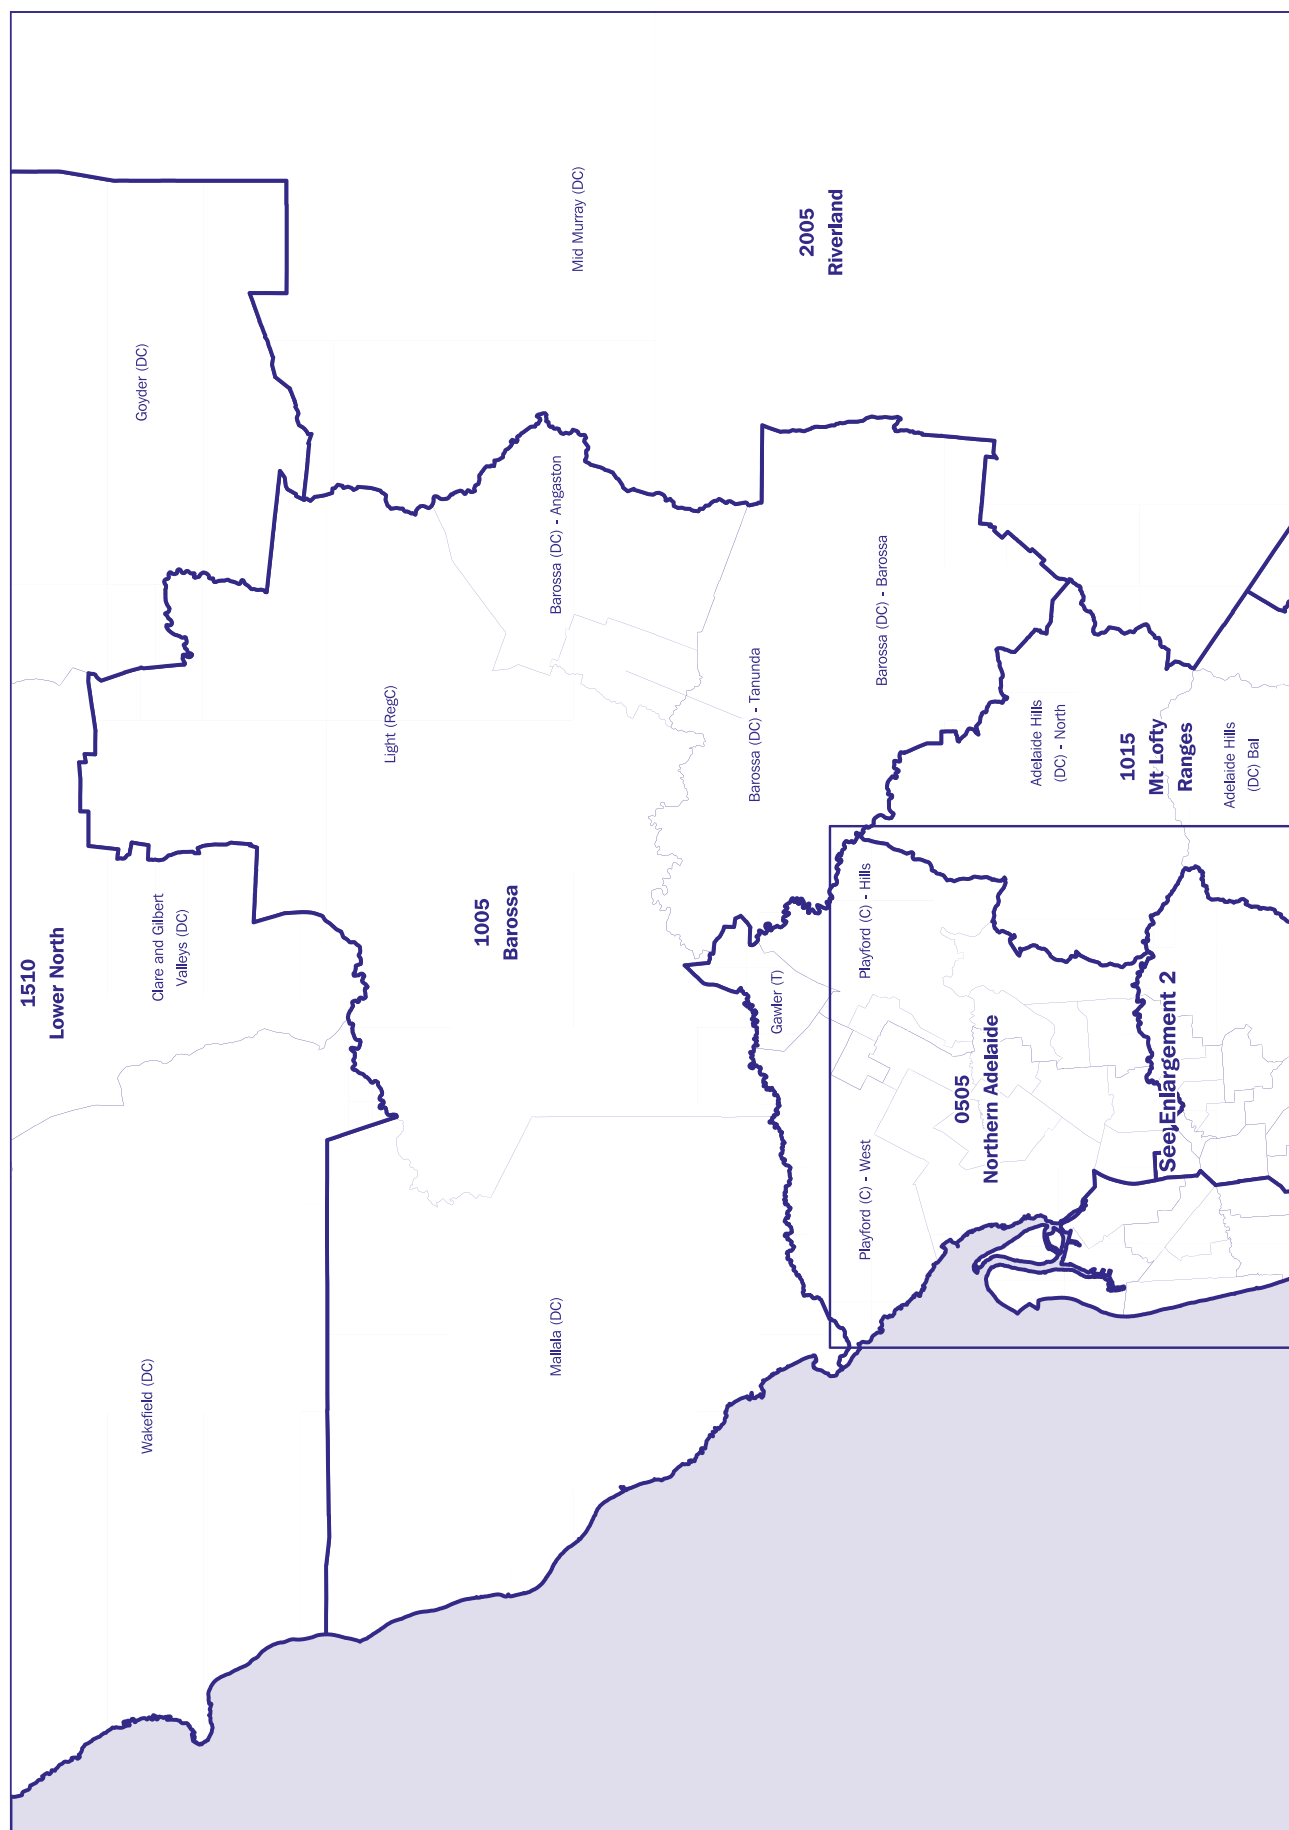 1510
Lower North
Goyder (DC)
Clare and Gilbert
Valleys (DC)
Wakefield (DC)
Mid Murray (DC)
2005
Riverland
Light (RegC)
1005
Barossa
Barossa (DC) - Angaston
Mallala (DC)
Barossa (DC) - Tanunda
Barossa (DC) - Barossa
Gawler (T)
Playford (C) - Hills
Playford (C) - West
0505
Northern Adelaide
Adelaide Hills
(DC) - North
1015
Mt Lofty
Ranges
Adelaide Hills
(DC) Bal
See Enlargement 2